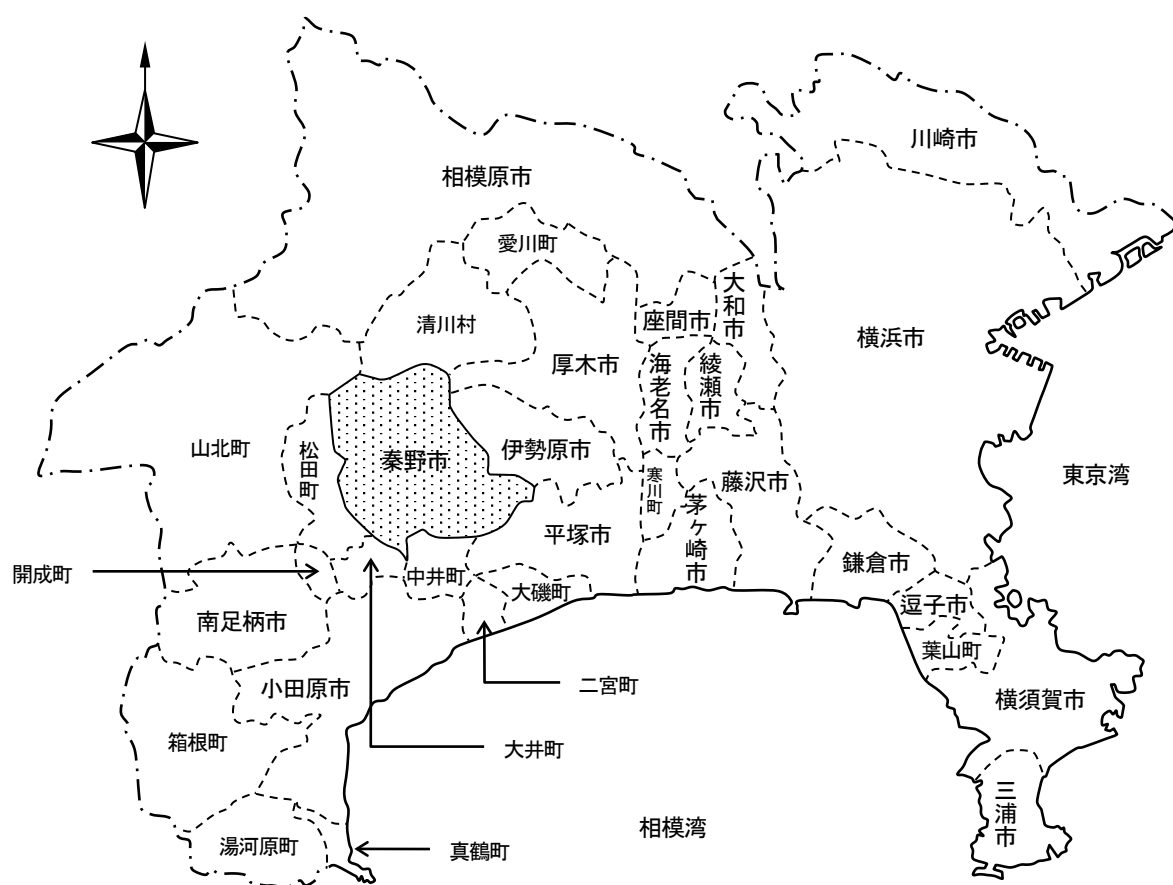 川崎市
相模原市
愛川町
大和市
座間市
清川村
横浜市
厚木市
海老名市
綾瀬市
山北町
松田町
秦野市
伊勢原市
寒川町
藤沢市
東京湾
茅ヶ崎市
平塚市
鎌倉市
開成町
中井町
大磯町
逗子市
南足柄市
葉山町
小田原市
二宮町
横須賀市
箱根町
大井町
三浦市
相模湾
湯河原町
真鶴町